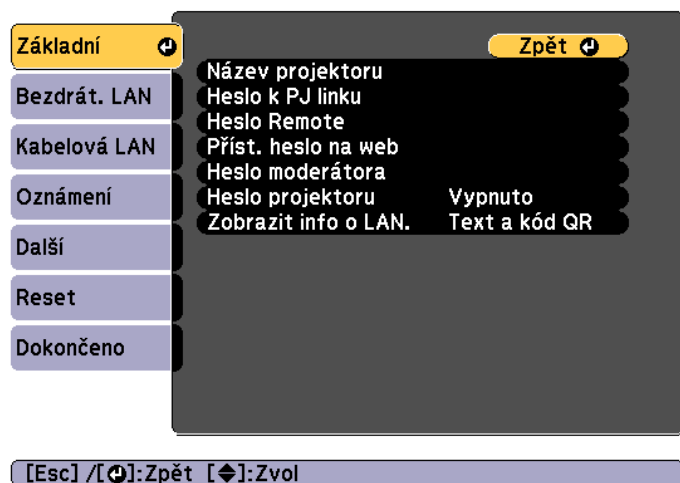 Základní
Bezdrát. LAN
Kabelová LAN
Oznámení
Další
Reset
Dokončeno
Zpět
Název projektoru
Heslo k PJ linku
Heslo Remote
Příst. heslo na web
Heslo moderátora
Heslo projektoru Vypnuto
Zobrazit info o LAN. Text a kód QR
[Esc] /[⏎]:Zpět [◆]:Zvol